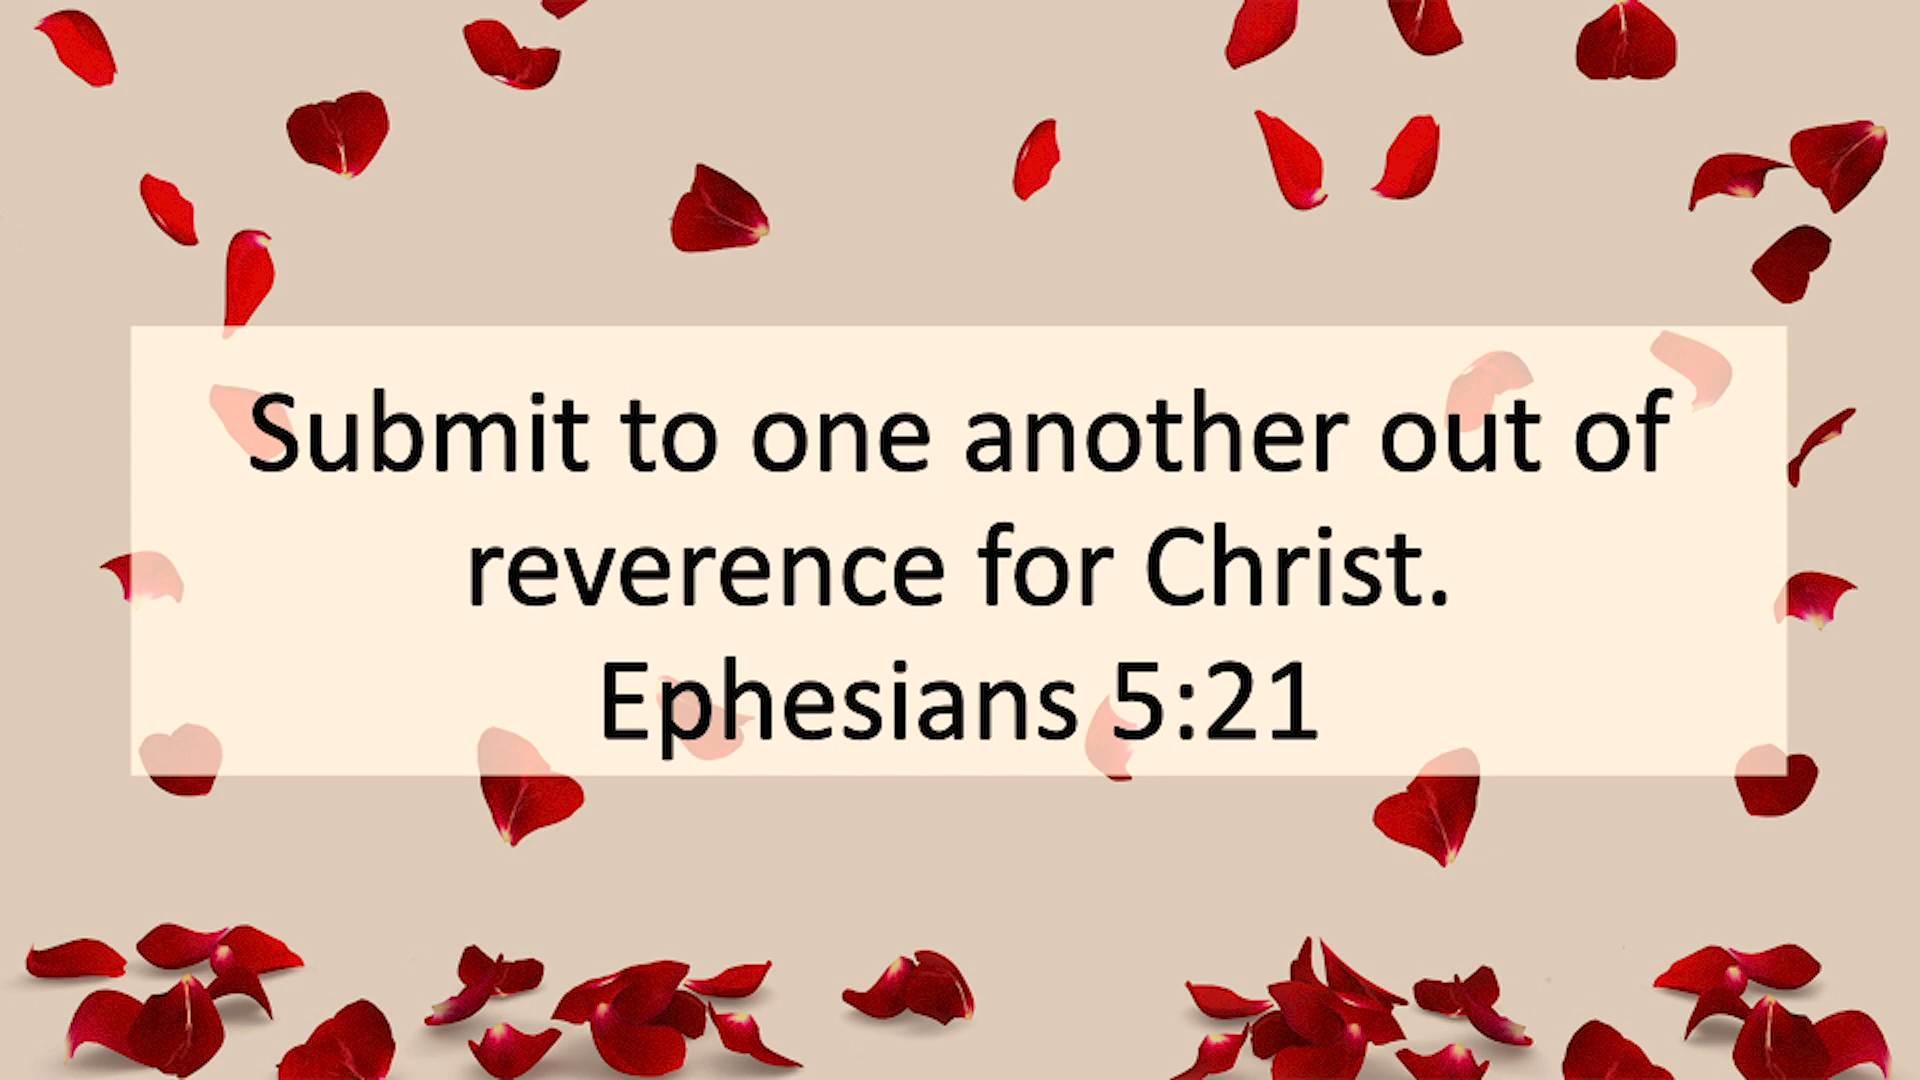 Submit to one another out of
reverence for Christ.
Ephesians 5:21